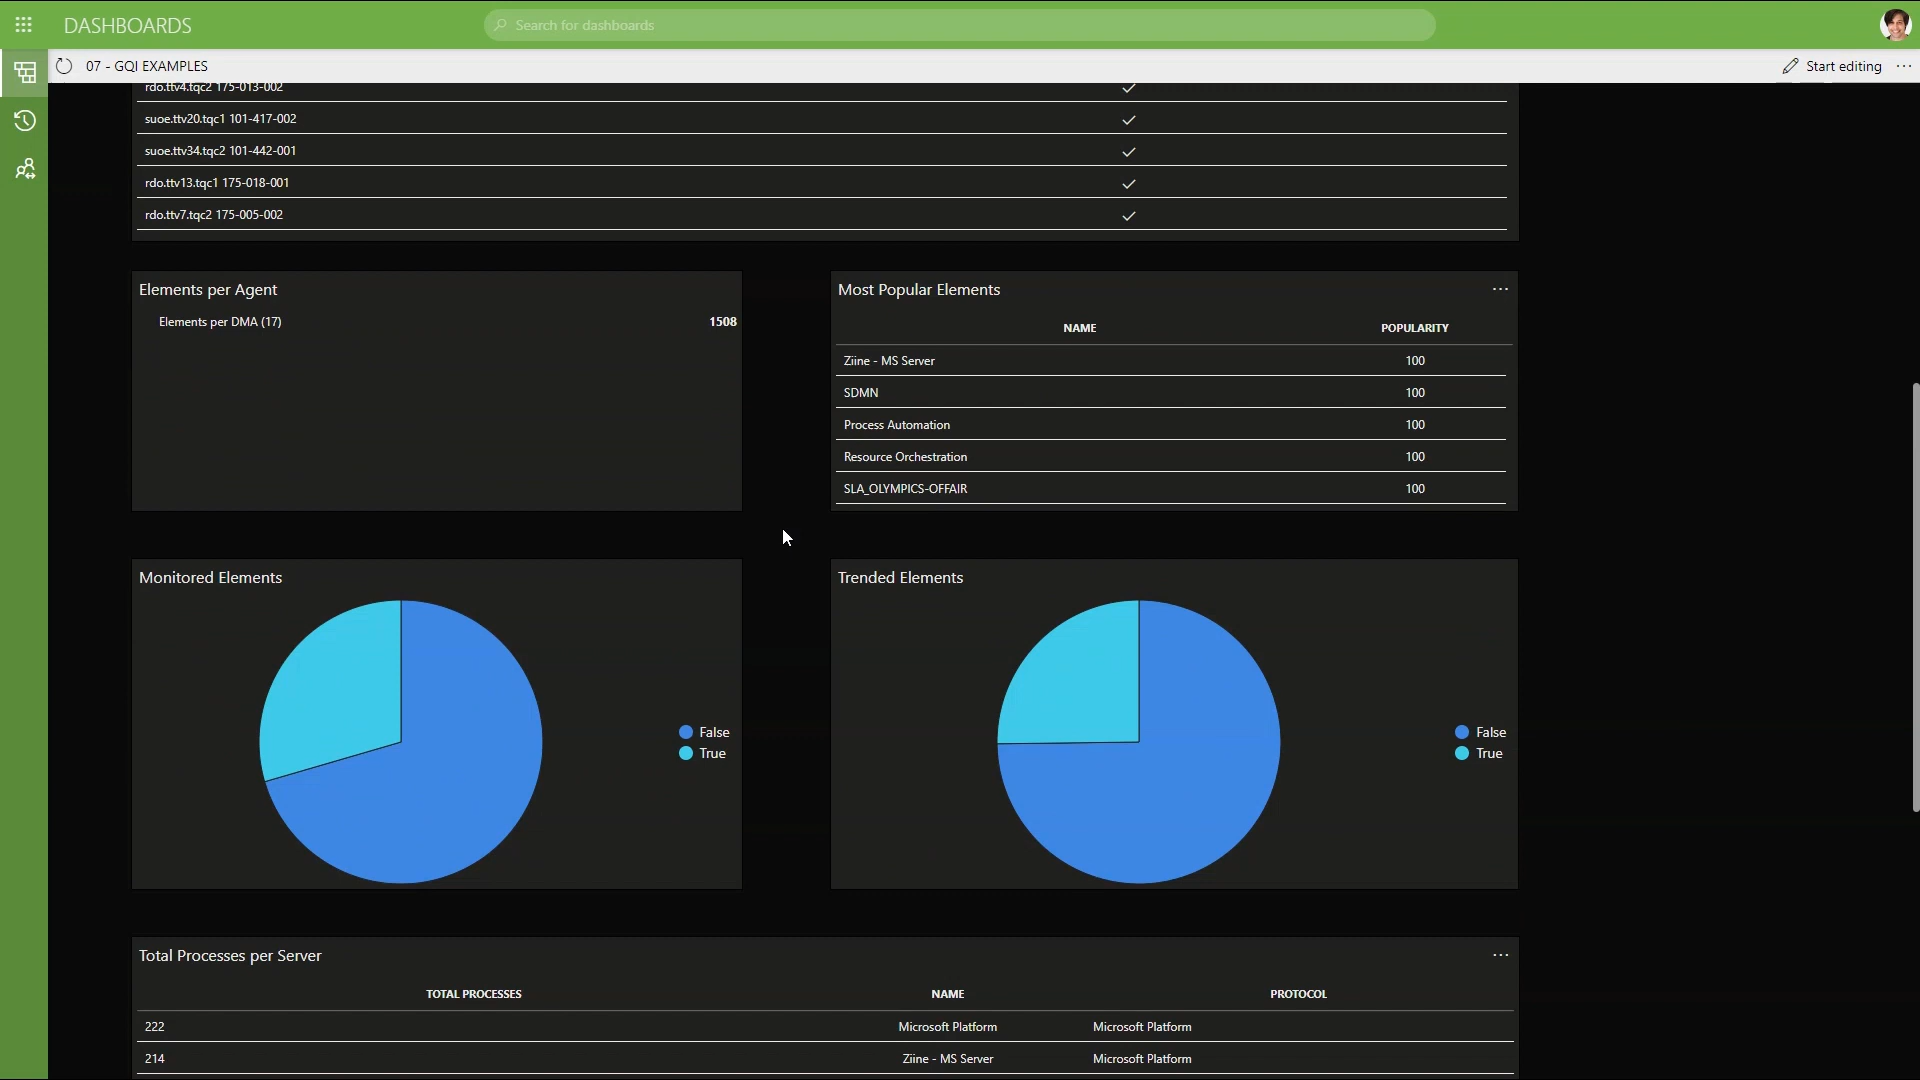 DASHBOARDS
Search for dashboards
07 - GQI EXAMPLES
Start editing
rdo.ttv4.tqc2 175-013-002
suoe.ttv20.tqc1 101-417-002
suoe.ttv34.tqc2 101-442-001
rdo.ttv13.tqc1 175-018-001
rdo.ttv7.tqc2 175-005-002
Elements per Agent
Elements per DMA (17) 1508
Most Popular Elements
NAME POPULARITY
Ziine - MS Server 100
SDMN 100
Process Automation 100
Resource Orchestration 100
SLA_OLYMPICS-OFFAIR 100
Monitored Elements
False
True
Trended Elements
False
True
Total Processes per Server
TOTAL PROCESSES NAME PROTOCOL
222 Microsoft Platform Microsoft Platform
214 Ziine - MS Server Microsoft Platform